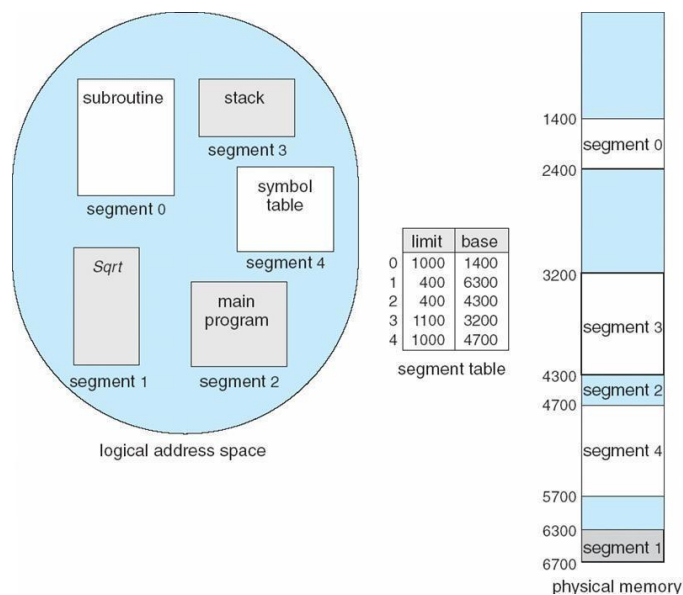 subroutine
stack
segment 3
segment 0
symbol
table
segment 4
Sqrt
main
program
segment 1
segment 2
logical address space
limit base
0 1000 1400
1 400 6300
2 400 4300
3 1100 3200
4 1000 4700
segment table
1400
segment 0
2400
3200
segment 3
4300
segment 2
4700
segment 4
5700
6300
segment 1
6700
physical memory